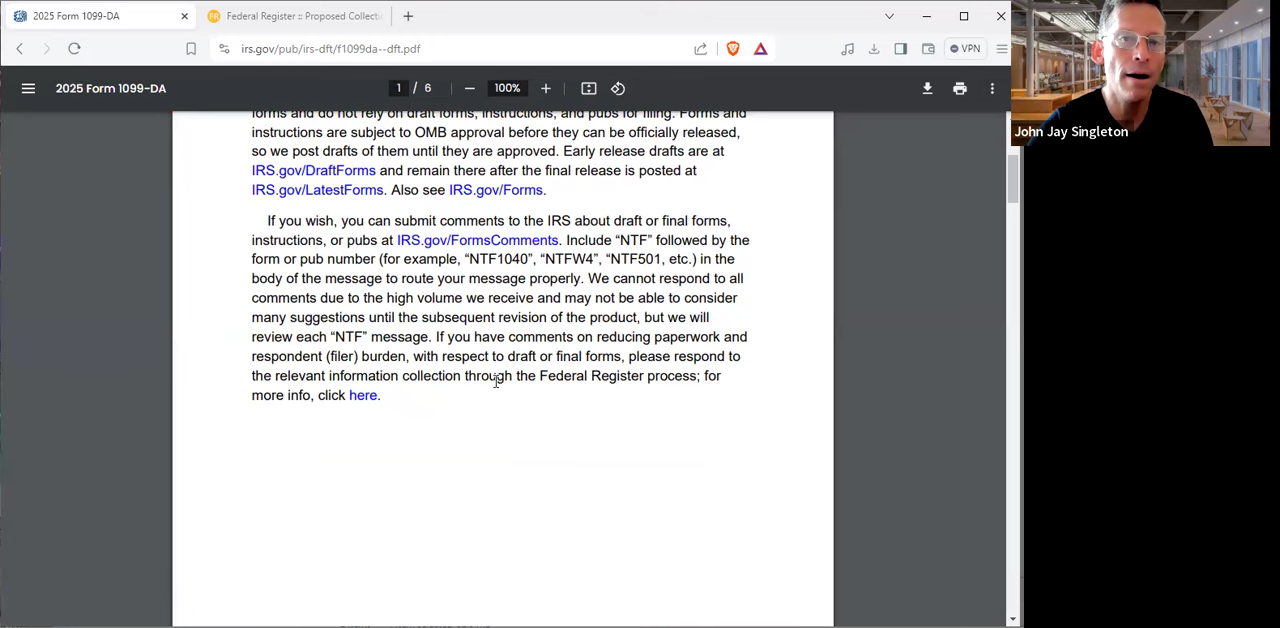 2025 Form 1099-DA
FR Federal Register :: Proposed Collecti
irs.gov/pub/irs-dft/f1099da--dft.pdf
VPN
2025 Form 1099-DA
1 / 6
100%
forms and do not rely on draft forms, instructions, and pubs for filing. Forms and
instructions are subject to OMB approval before they can be officially released,
so we post drafts of them until they are approved. Early release drafts are at
IRS.gov/DraftForms and remain there after the final release is posted at
IRS.gov/LatestForms. Also see IRS.gov/Forms.
If you wish, you can submit comments to the IRS about draft or final forms,
instructions, or pubs at IRS.gov/FormsComments. Include “NTF” followed by the
form or pub number (for example, “NTF1040”, “NTFW4”, “NTF501, etc.) in the
body of the message to route your message properly. We cannot respond to all
comments due to the high volume we receive and may not be able to consider
many suggestions until the subsequent revision of the product, but we will
review each “NTF” message. If you have comments on reducing paperwork and
respondent (filer) burden, with respect to draft or final forms, please respond to
the relevant information collection through the Federal Register process; for
more info, click here.
John Jay Singleton